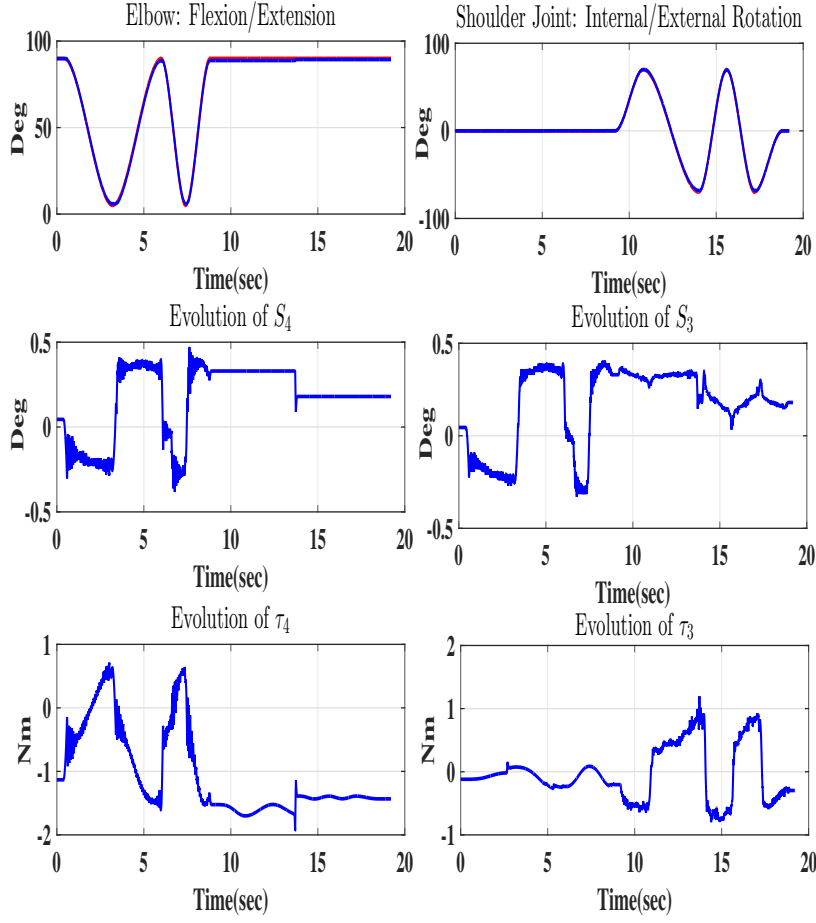 Elbow: Flexion/Extension
100
50
0
Deg
0 5 10 15 20
Time(sec)
Shoulder Joint: Internal/External Rotation
100
0
-100
Deg
0 5 10 15 20
Time(sec)
Evolution of S₄
0.5
0
-0.5
Deg
0 5 10 15 20
Time(sec)
Evolution of S₃
0.5
0
-0.5
Deg
0 5 10 15 20
Time(sec)
Evolution of τ₄
1
0
-1
-2
Nm
0 5 10 15 20
Time(sec)
Evolution of τ₃
2
1
0
-1
Nm
0 5 10 15 20
Time(sec)